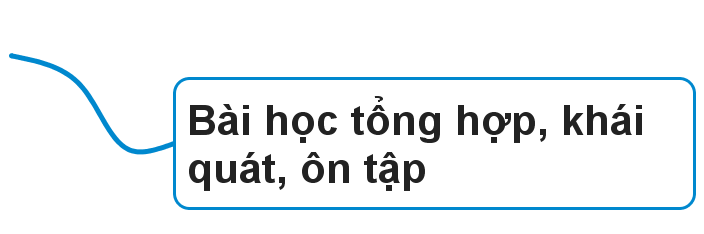 Bài học tổng hợp, khái
quát, ôn tập